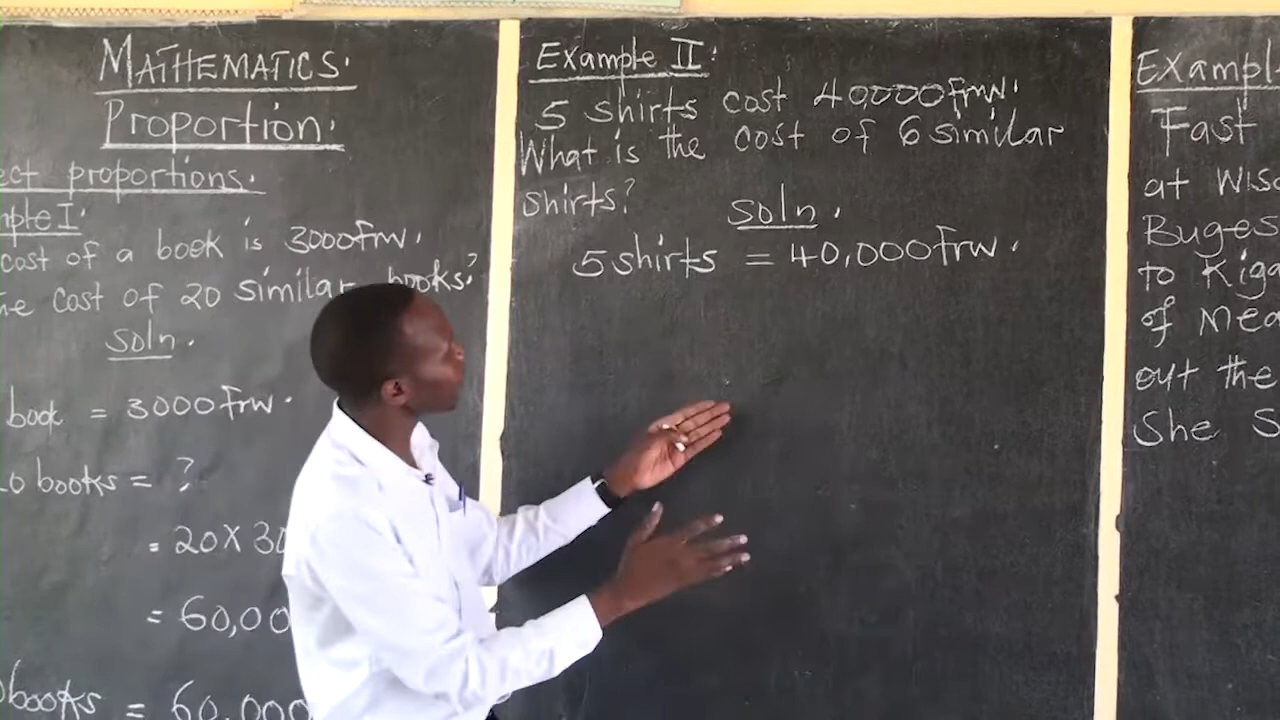 MATHEMATICS.
Proportion.
ect proportions.
mple I:
cost of a book is 3000frw.
he cost of 20 similar books?
soln.
book = 3000frw.
20 books = ?
= 20 X 30
= 60,00
books = 60,000
Example II:
5 shirts cost 40,000frw.
What is the cost of 6 similar
shirts?
soln.
5 shirts = 40,000frw.
Exampl
Fast
at Wis
Buges
to Kiga
of Mea
out the
She S